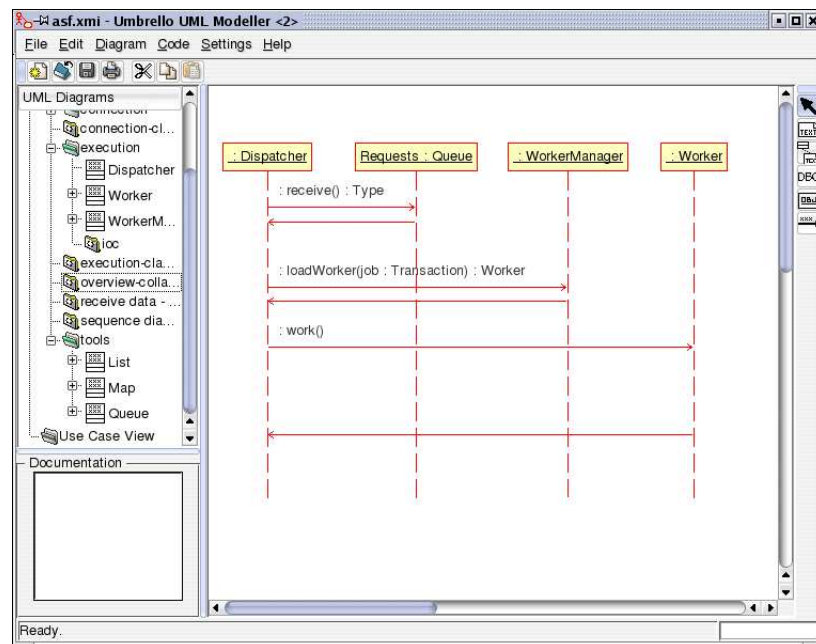 asf.xmi - Umbrello UML Modeller <2>
File Edit Diagram Code Settings Help
UML Diagrams
connection
connection-cl...
execution
Dispatcher
Worker
WorkerM...
ioc
execution-cla...
overview-colla...
receive data - ...
sequence dia...
tools
List
Map
Queue
Use Case View
Documentation
: Dispatcher
Requests : Queue
: WorkerManager
: Worker
: receive() : Type
: loadWorker(job : Transaction) : Worker
: work()
TEXT
Ready.